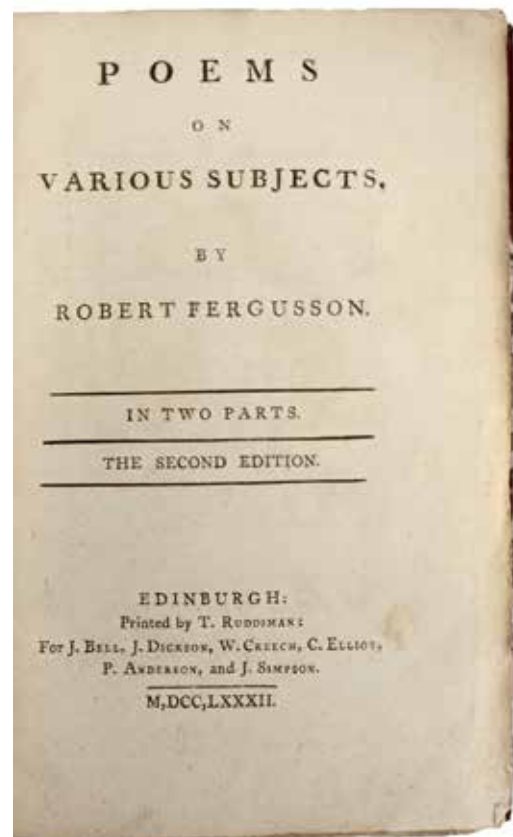 POEMS
ON
VARIOUS SUBJECTS,
BY
ROBERT FERGUSSON.
IN TWO PARTS.
THE SECOND EDITION.
EDINBURGH:
Printed by T. RUDDIMAN:
For J. BELL, J. DICKSON, W. CREECH, C. ELLIOT,
P. ANDERSON, and J. SIMPSON.
M,DCC,LXXXII.